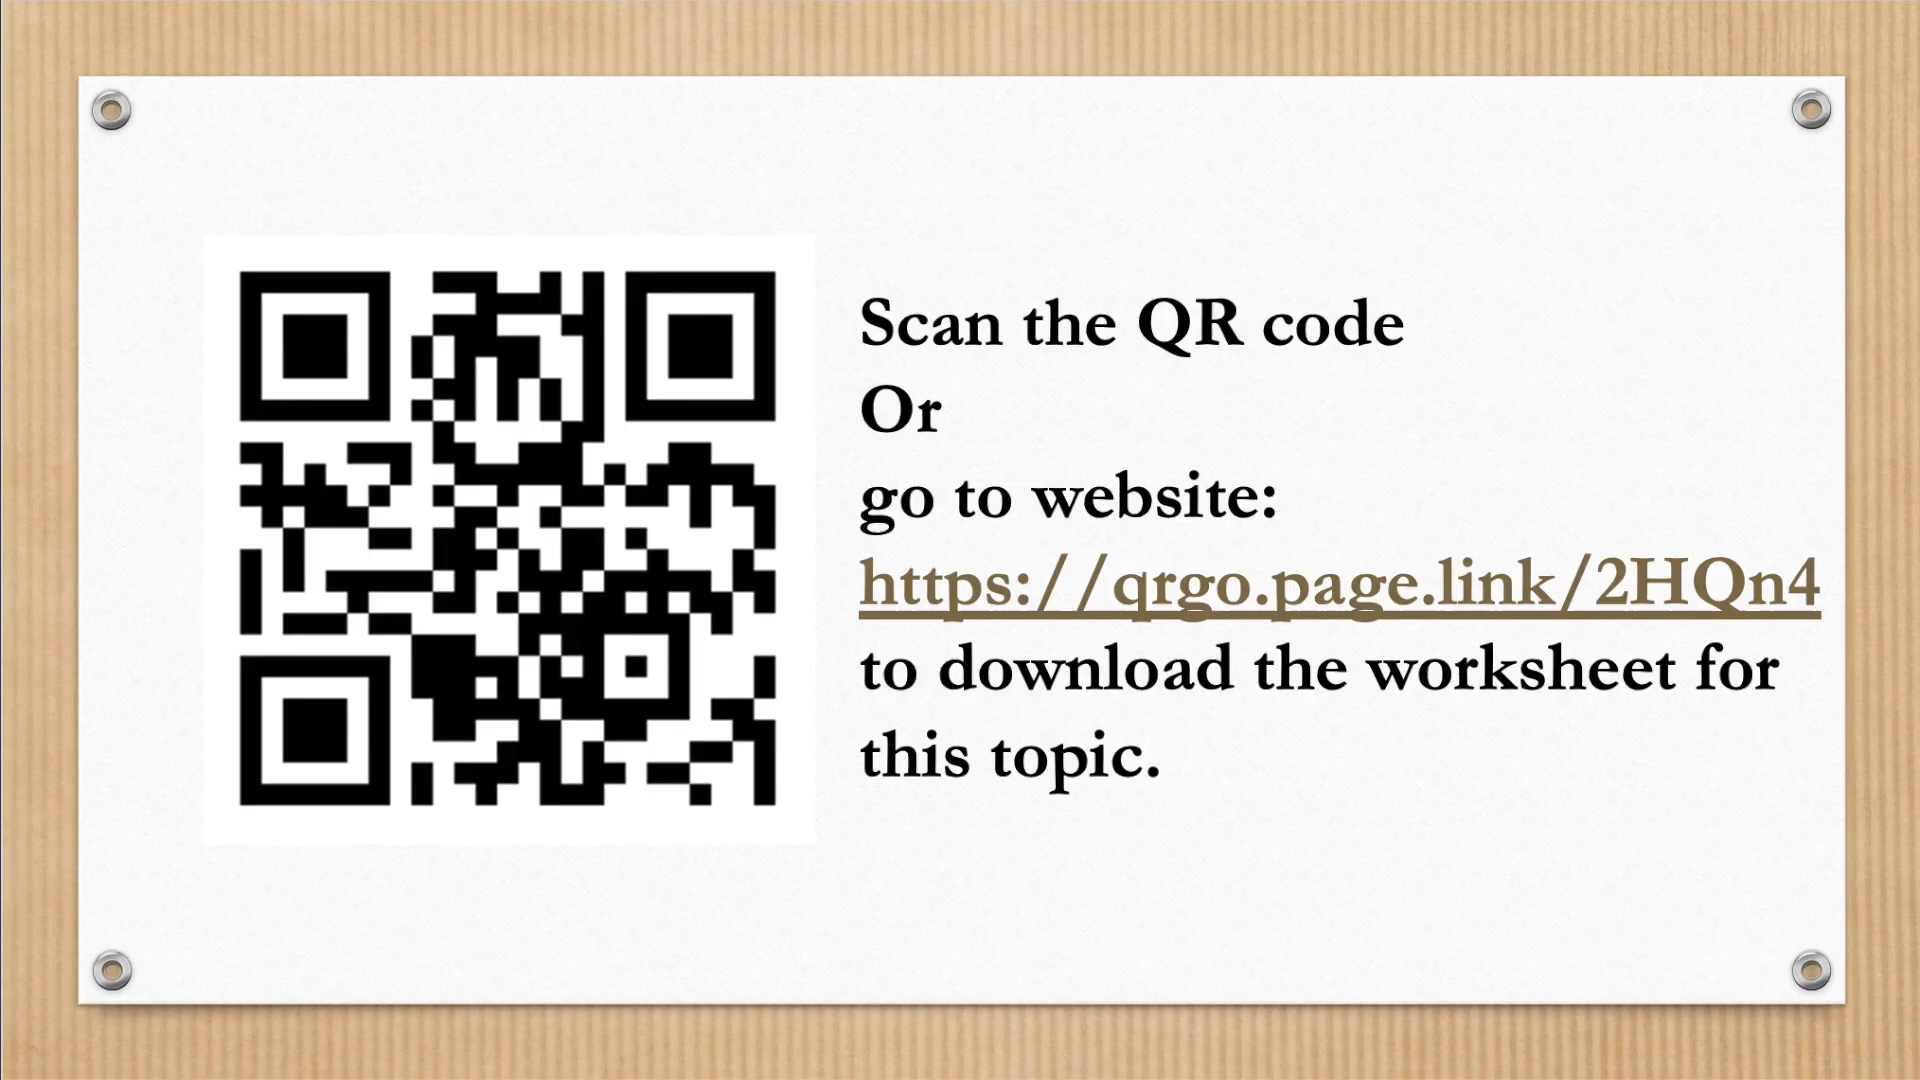 Scan the QR code
Or
go to website:
https://qrgo.page.link/2HQn4
to download the worksheet for
this topic.